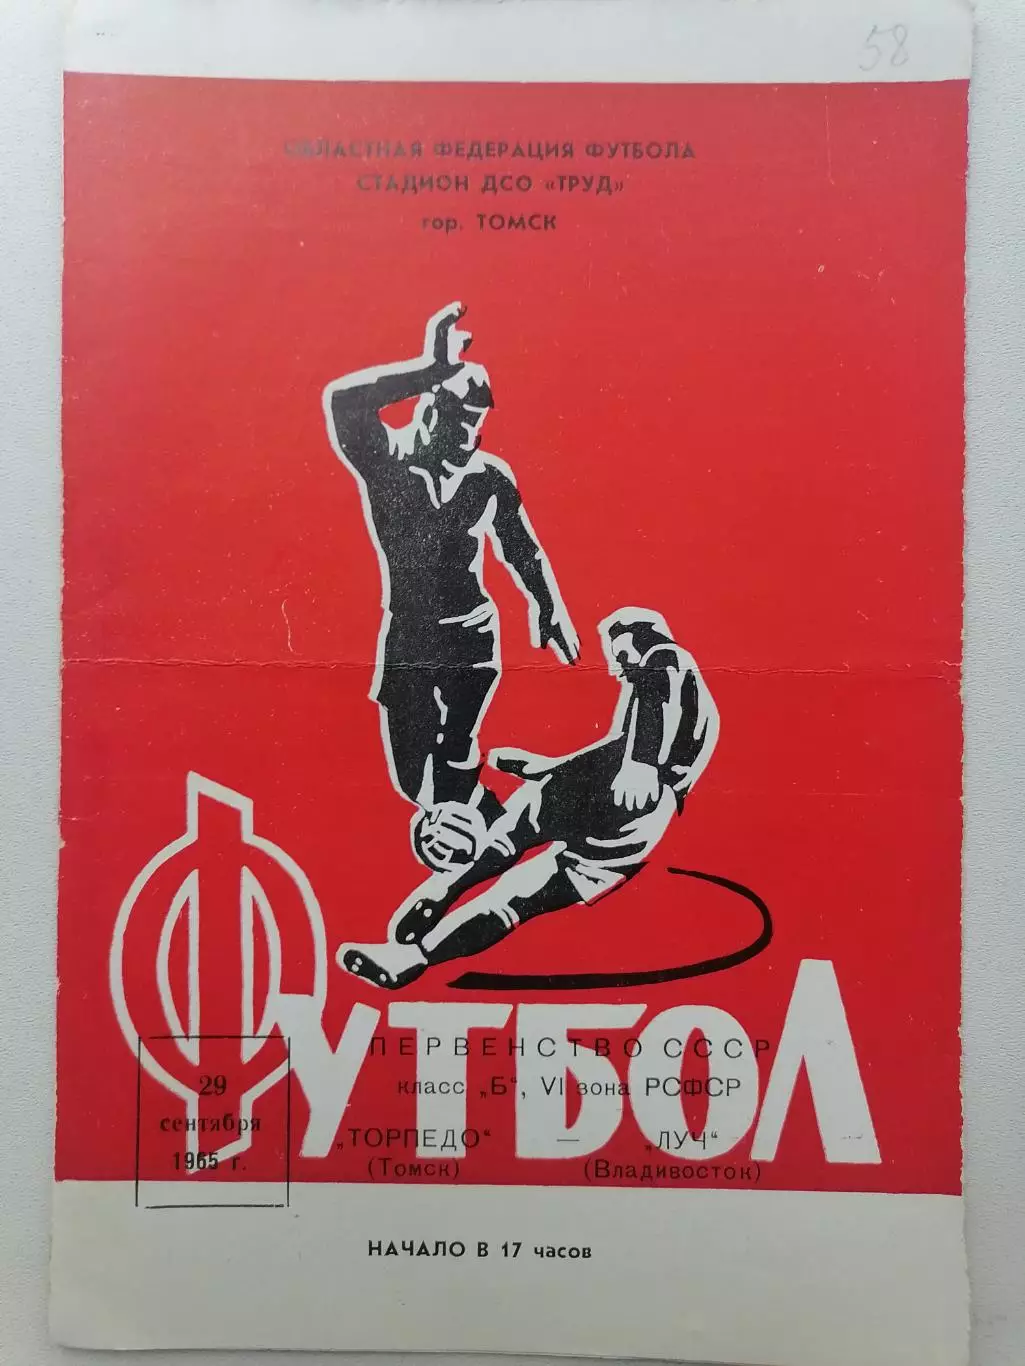 58
ОБЛАСТНАЯ ФЕДЕРАЦИЯ ФУТБОЛА
СТАДИОН ДСО «ТРУД»
гор. ТОМСК
ФУТБОЛ
29
сентября
1965 г.
ПЕРВЕНСТВО СССР
класс „Б“, VI зона РСФСР
„ТОРПЕДО“ — „ЛУЧ“
(Томск) (Владивосток)
НАЧАЛО В 17 часов